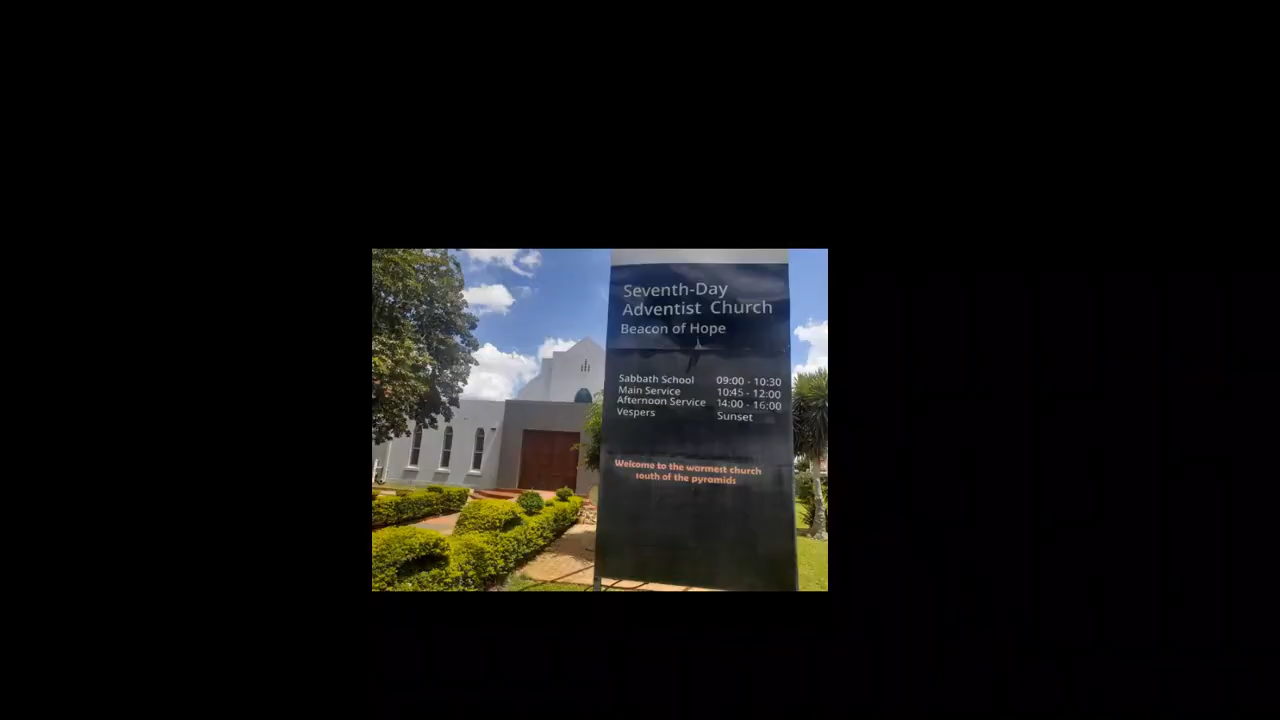 Seventh-Day
Adventist Church
Beacon of Hope
Sabbath School 09:00 - 10:30
Main Service 10:45 - 12:00
Afternoon Service 14:00 - 16:00
Vespers Sunset
Welcome to the warmest church
south of the pyramids